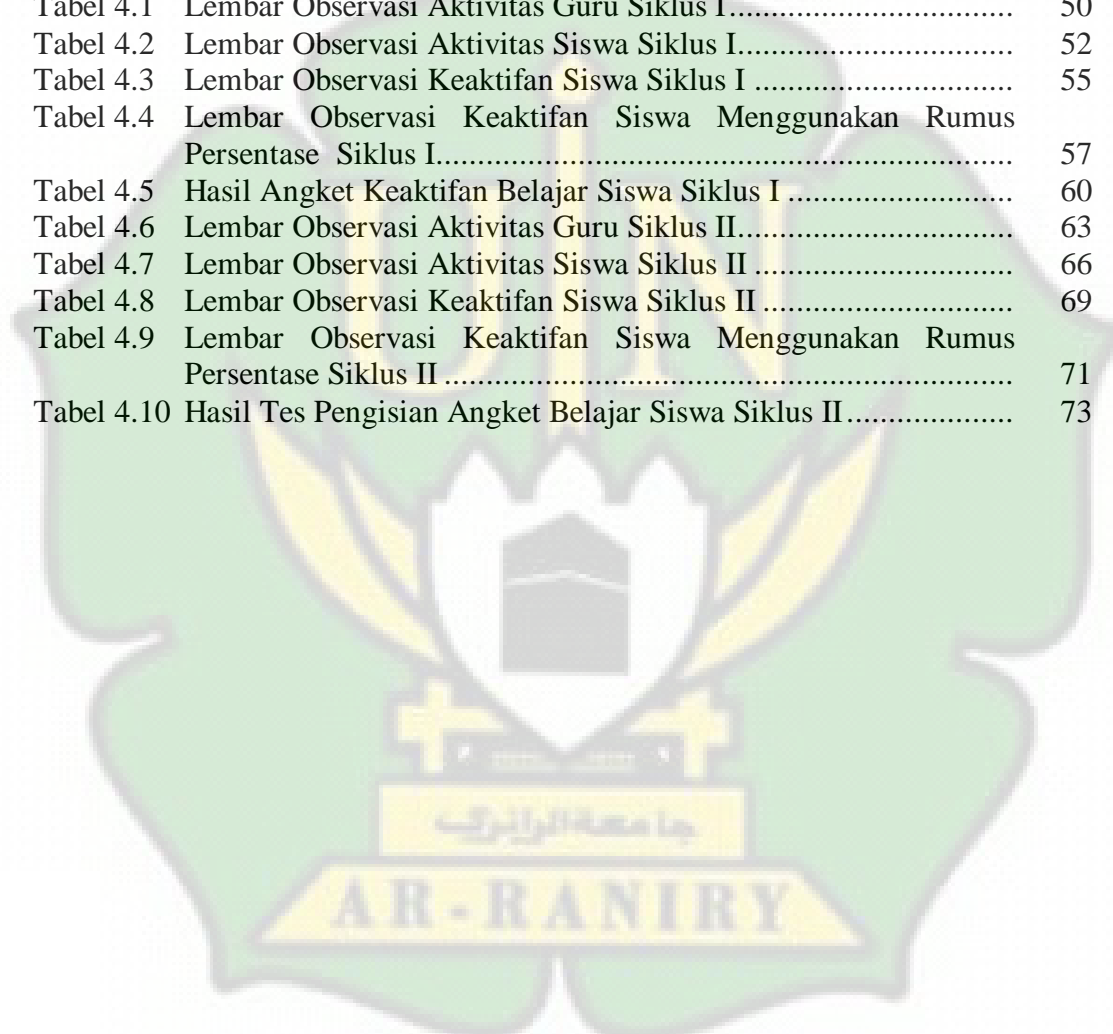 Tabel 4.1 Lembar Observasi Aktivitas Guru Siklus I.................................. 50
Tabel 4.2 Lembar Observasi Aktivitas Siswa Siklus I................................. 52
Tabel 4.3 Lembar Observasi Keaktifan Siswa Siklus I ............................... 55
Tabel 4.4 Lembar Observasi Keaktifan Siswa Menggunakan Rumus
Persentase  Siklus I...................................................................... 57
Tabel 4.5 Hasil Angket Keaktifan Belajar Siswa Siklus I ........................... 60
Tabel 4.6 Lembar Observasi Aktivitas Guru Siklus II................................. 63
Tabel 4.7 Lembar Observasi Aktivitas Siswa Siklus II ............................... 66
Tabel 4.8 Lembar Observasi Keaktifan Siswa Siklus II .............................. 69
Tabel 4.9 Lembar Observasi Keaktifan Siswa Menggunakan Rumus
Persentase Siklus II ..................................................................... 71
Tabel 4.10 Hasil Tes Pengisian Angket Belajar Siswa Siklus II.................... 73
UIN
جامعة الرانري
AR-RANIRY